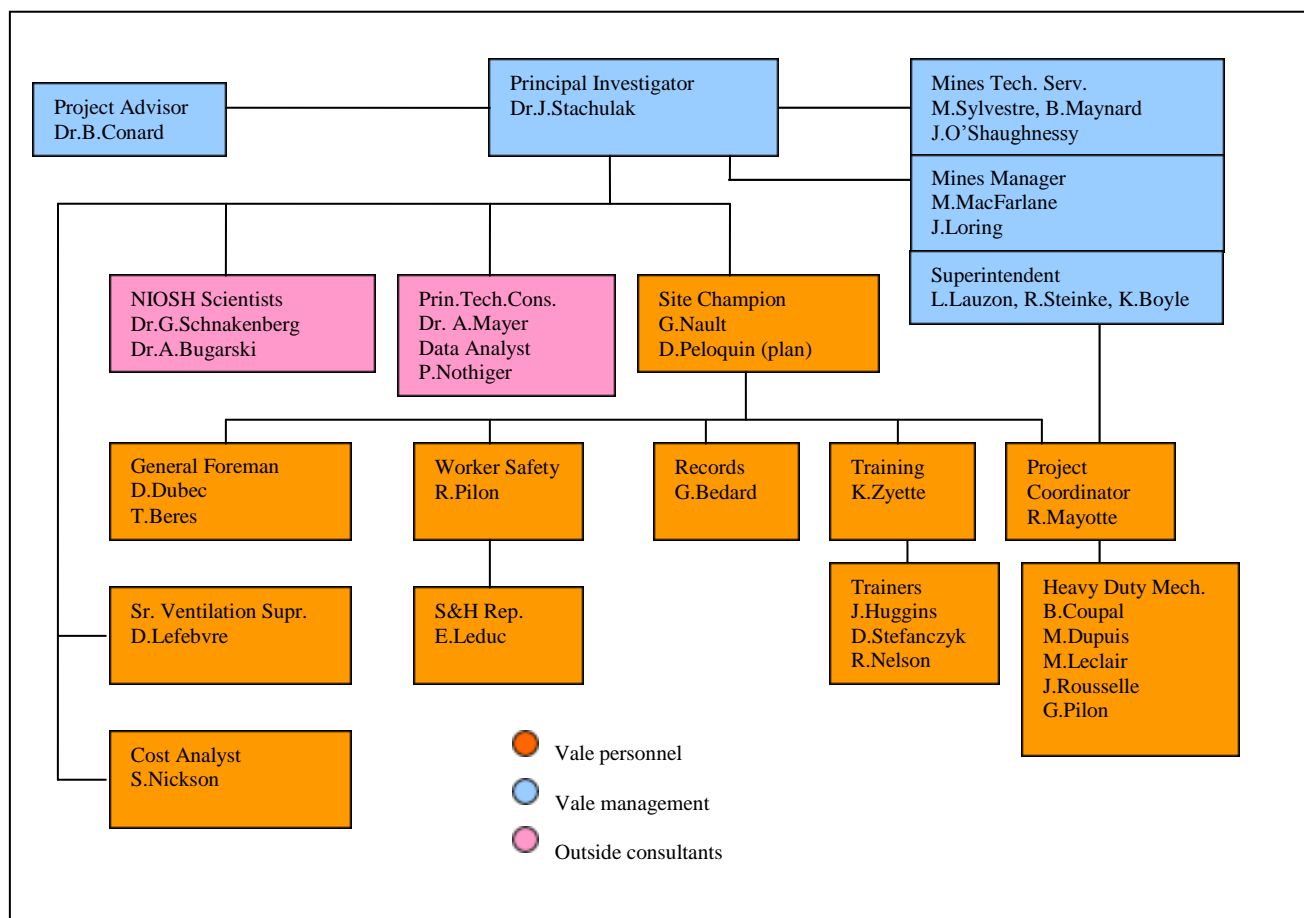 Project Advisor
Dr.B.Conard
Principal Investigator
Dr.J.Stachulak
Mines Tech. Serv.
M.Sylvestre, B.Maynard
J.O’Shaughnessy
Mines Manager
M.MacFarlane
J.Loring
Superintendent
L.Lauzon, R.Steinke, K.Boyle
NIOSH Scientists
Dr.G.Schnakenberg
Dr.A.Bugarski
Prin.Tech.Cons.
Dr. A.Mayer
Data Analyst
P.Nothiger
Site Champion
G.Nault
D.Peloquin (plan)
General Foreman
D.Dubec
T.Beres
Worker Safety
R.Pilon
Records
G.Bedard
Training
K.Zyette
Project
Coordinator
R.Mayotte
Sr. Ventilation Supr.
D.Lefebvre
S&H Rep.
E.Leduc
Trainers
J.Huggins
D.Stefanczyk
R.Nelson
Heavy Duty Mech.
B.Coupal
M.Dupuis
M.Leclair
J.Rousselle
G.Pilon
Cost Analyst
S.Nickson
Vale personnel
Vale management
Outside consultants